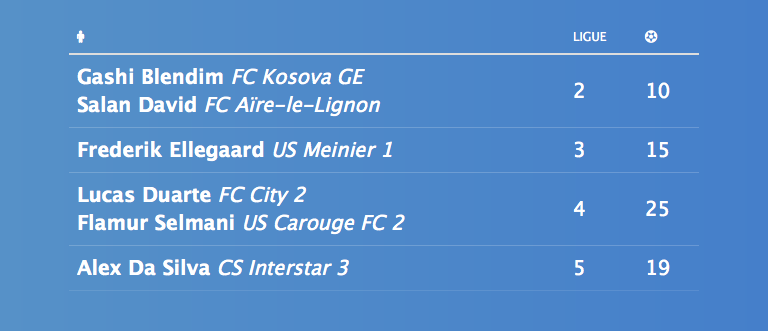 LIGUE
Gashi Blendim FC Kosova GE
Salan David FC Aïre-le-Lignon
2 10
Frederik Ellegaard US Meinier 1 3 15
Lucas Duarte FC City 2
Flamur Selmani US Carouge FC 2
4 25
Alex Da Silva CS Interstar 3 5 19